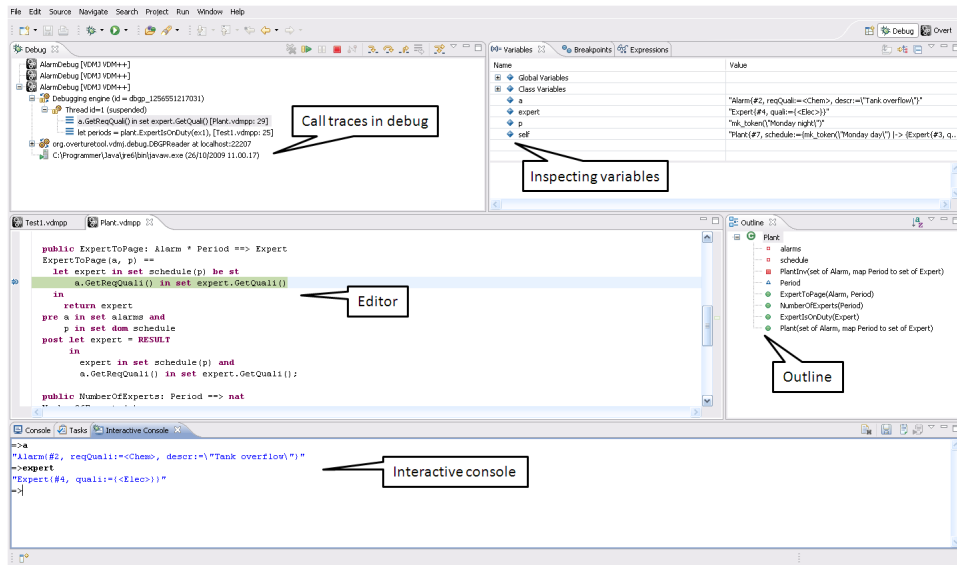 File Edit Source Navigate Search Project Run Window Help
Debug Overt
Debug
AlarmDebug [VDMJ VDM++]
AlarmDebug [VDMJ VDM++]
AlarmDebug [VDMJ VDM++]
Debugging engine (id = dbgp_1256551217031)
Thread id=1 (suspended)
a.GetReqQuali() in set expert.GetQuali() [Plant.vdmpp: 29]
let periods = plant.ExpertIsOnDuty(ex1), [Test1.vdmpp: 25]
org.overturetool.vdmj.debug.DBGPReader at localhost:22207
C:\Programmer\Java\jre6\bin\javaw.exe (26/10/2009 11.00.17)
Call traces in debug
(x)= Variables Breakpoints Expressions
Name Value
Global Variables
Class Variables
a "Alarm{#2, reqQuali:=<Chem>, descr:=\"Tank overflow\"}"
expert "Expert{#4, quali:={<Elec>}}"
p "mk_token(\"Monday night\")"
self "Plant{#7, schedule:={mk_token(\"Monday day\") |-> {Expert{#3, q...
Inspecting variables
Test1.vdmpp Plant.vdmpp
public ExpertToPage: Alarm * Period ==> Expert
ExpertToPage(a, p) ==
let expert in set schedule(p) be st
a.GetReqQuali() in set expert.GetQuali()
in
return expert
pre a in set alarms and
p in set dom schedule
post let expert = RESULT
in
expert in set schedule(p) and
a.GetReqQuali() in set expert.GetQuali();
public NumberOfExperts: Period ==> nat
Editor
Outline
Plant
alarms
schedule
PlantInv(set of Alarm, map Period to set of Expert)
Period
ExpertToPage(Alarm, Period)
NumberOfExperts(Period)
ExpertIsOnDuty(Expert)
Plant(set of Alarm, map Period to set of Expert)
Outline
Console Tasks Interactive Console
=>a
"Alarm{#2, reqQuali:=<Chem>, descr:=\"Tank overflow\"}"
=>expert
"Expert{#4, quali:={<Elec>}}"
=>
Interactive console